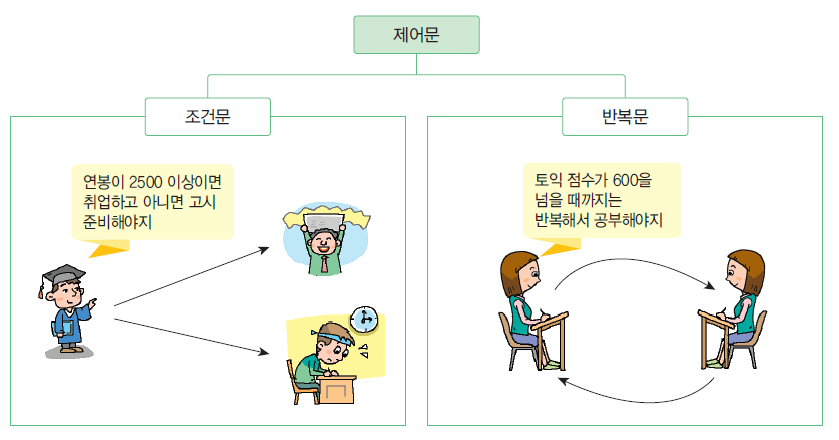 제어문
조건문
반복문
연봉이 2500 이상이면
취업하고 아니면 고시
준비해야지
토익 점수가 600을
넘을 때까지는
반복해서 공부해야지